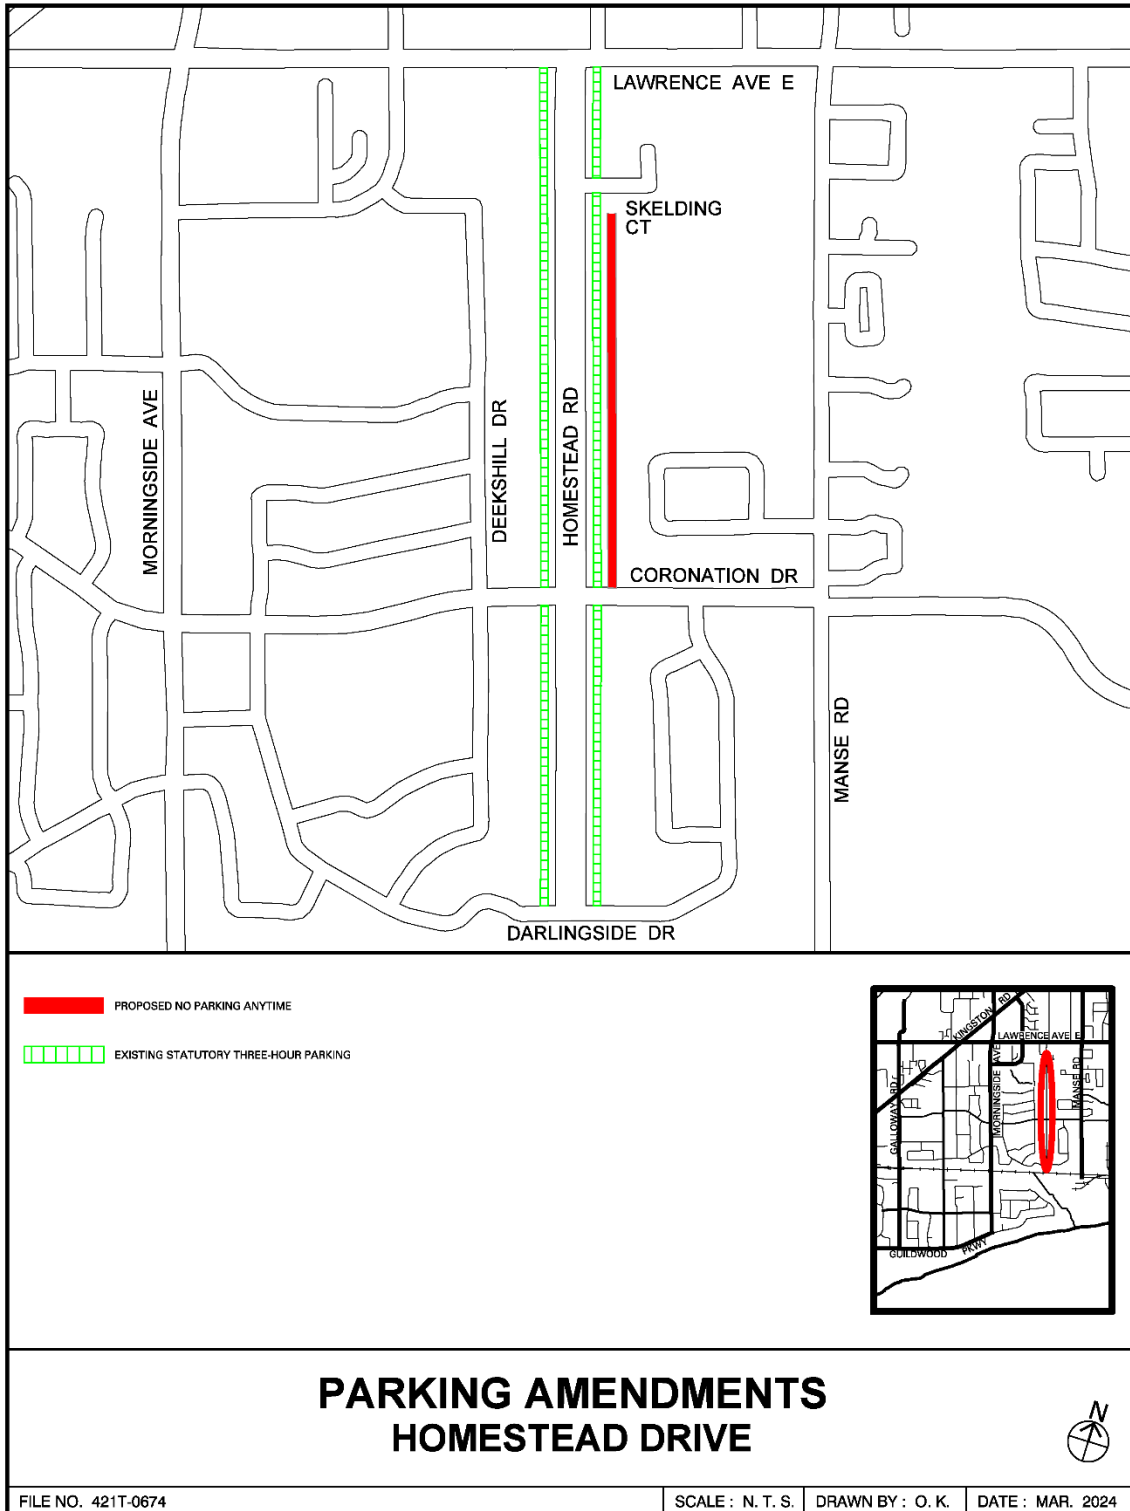 LAWRENCE AVE E
SKELDING
CT
MORNINGSIDE AVE
DEEKSHILL DR
HOMESTEAD RD
CORONATION DR
MANSE RD
DARLINGSIDE DR
PROPOSED NO PARKING ANYTIME
EXISTING STATUTORY THREE-HOUR PARKING
KINGSTON RD
LAWRENCE AVE E
MORNINGSIDE AVE
MANSE RD
GALLOWAY RD
GUILDWOOD PKWY
PARKING AMENDMENTS
HOMESTEAD DRIVE
N
FILE NO. 421T-0674
SCALE : N. T. S.
DRAWN BY : O. K.
DATE : MAR. 2024